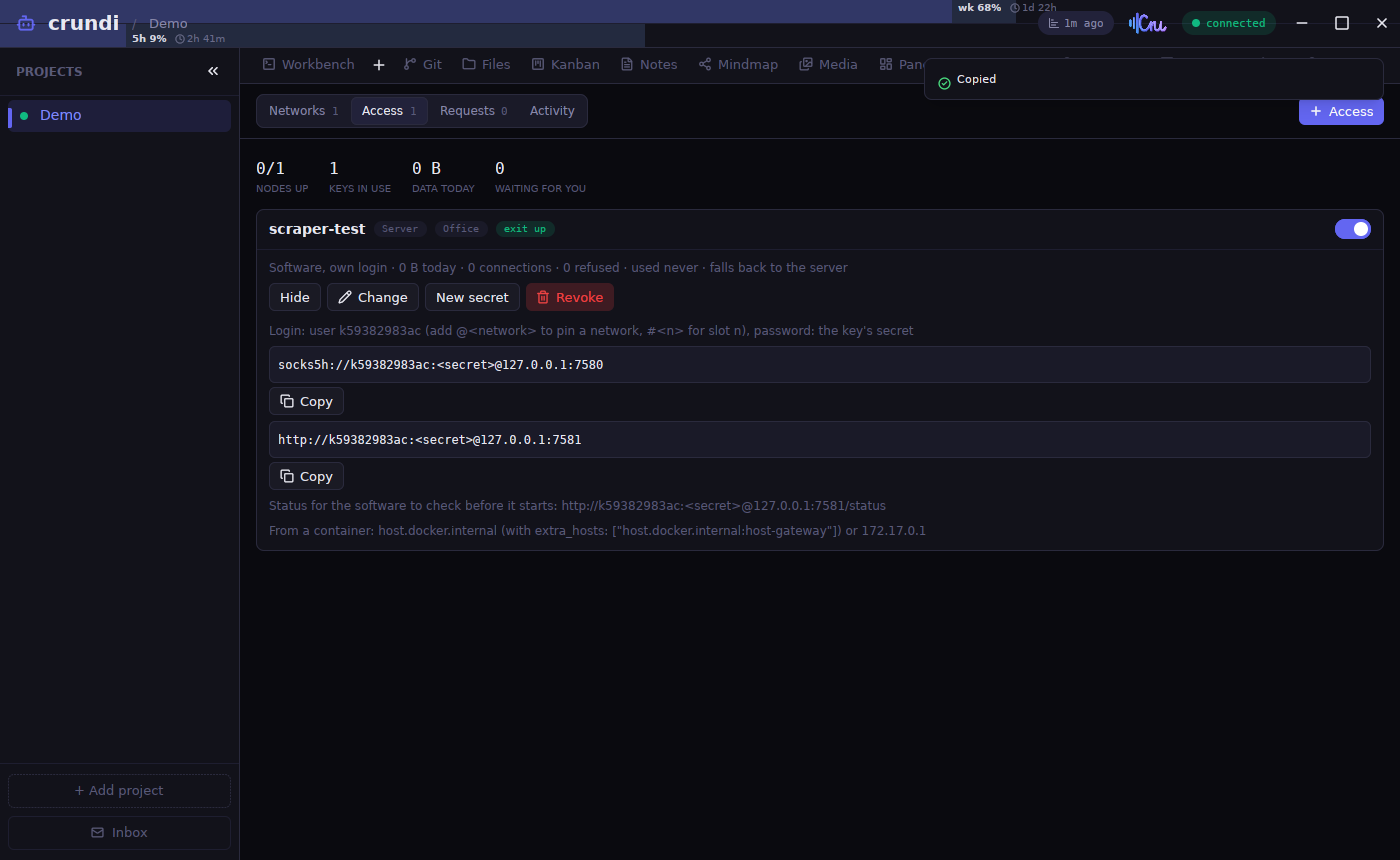 crundi / Demo
wk 68% 1d 22h
5h 9% 2h 41m
1m ago
connected
PROJECTS
Workbench
Git
Files
Kanban
Notes
Mindmap
Media
Copied
Demo
Networks 1
Access 1
Requests 0
Activity
+ Access
0/1
NODES UP
1
KEYS IN USE
0 B
DATA TODAY
0
WAITING FOR YOU
scraper-test Server Office exit up
Software, own login · 0 B today · 0 connections · 0 refused · used never · falls back to the server
Hide
Change
New secret
Revoke
Login: user k59382983ac (add @<network> to pin a network, #<n> for slot n), password: the key's secret
socks5h://k59382983ac:<secret>@127.0.0.1:7580
Copy
http://k59382983ac:<secret>@127.0.0.1:7581
Copy
Status for the software to check before it starts: http://k59382983ac:<secret>@127.0.0.1:7581/status
From a container: host.docker.internal (with extra_hosts: ["host.docker.internal:host-gateway"]) or 172.17.0.1
+ Add project
Inbox